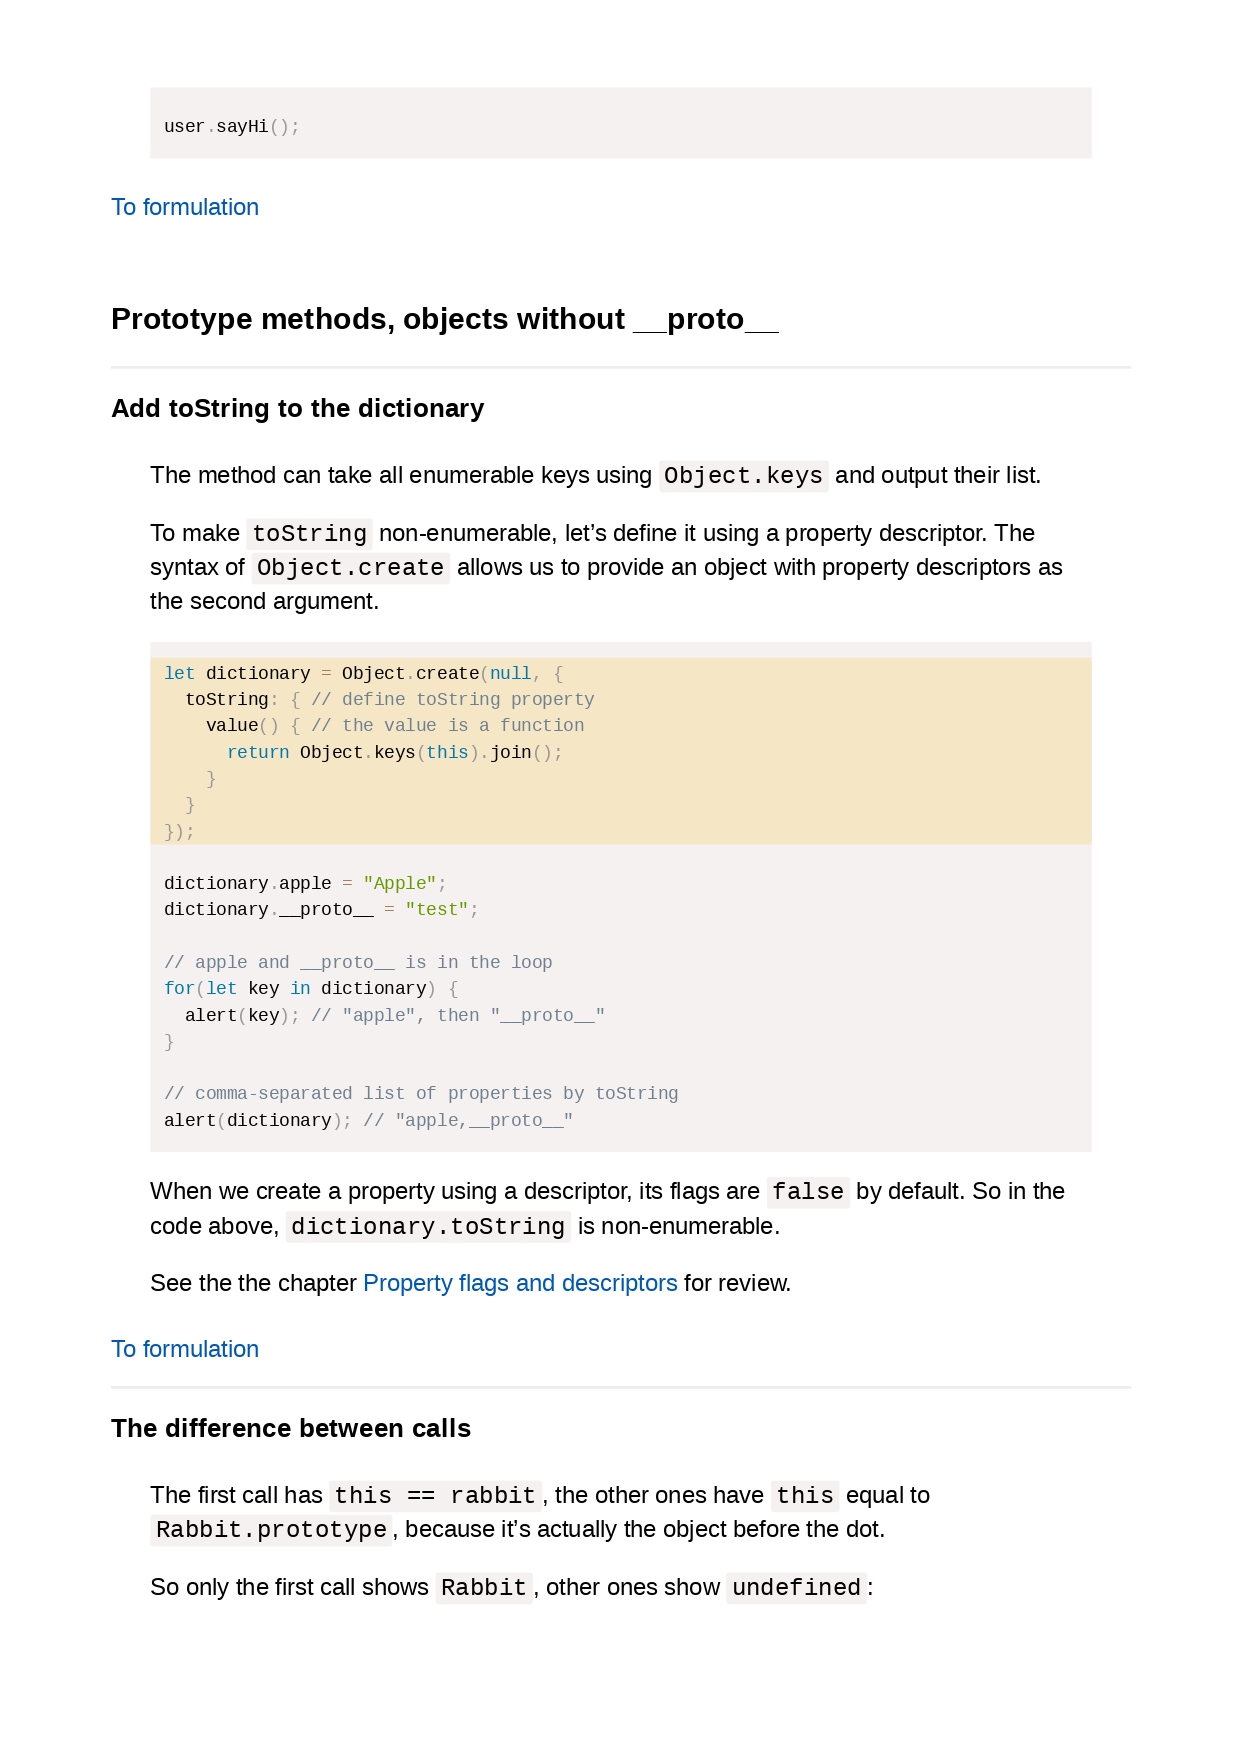 user.sayHi();
To formulation
Prototype methods, objects without __proto__
Add toString to the dictionary
The method can take all enumerable keys using Object.keys and output their list.
To make toString non-enumerable, let’s define it using a property descriptor. The
syntax of Object.create allows us to provide an object with property descriptors as
the second argument.
let dictionary = Object.create(null, {
  toString: { // define toString property
    value() { // the value is a function
      return Object.keys(this).join();
    }
  }
});
dictionary.apple = "Apple";
dictionary.__proto__ = "test";
// apple and __proto__ is in the loop
for(let key in dictionary) {
  alert(key); // "apple", then "__proto__"
}
// comma-separated list of properties by toString
alert(dictionary); // "apple,__proto__"
When we create a property using a descriptor, its flags are false by default. So in the
code above, dictionary.toString is non-enumerable.
See the the chapter Property flags and descriptors for review.
To formulation
The difference between calls
The first call has this == rabbit, the other ones have this equal to
Rabbit.prototype, because it’s actually the object before the dot.
So only the first call shows Rabbit, other ones show undefined: